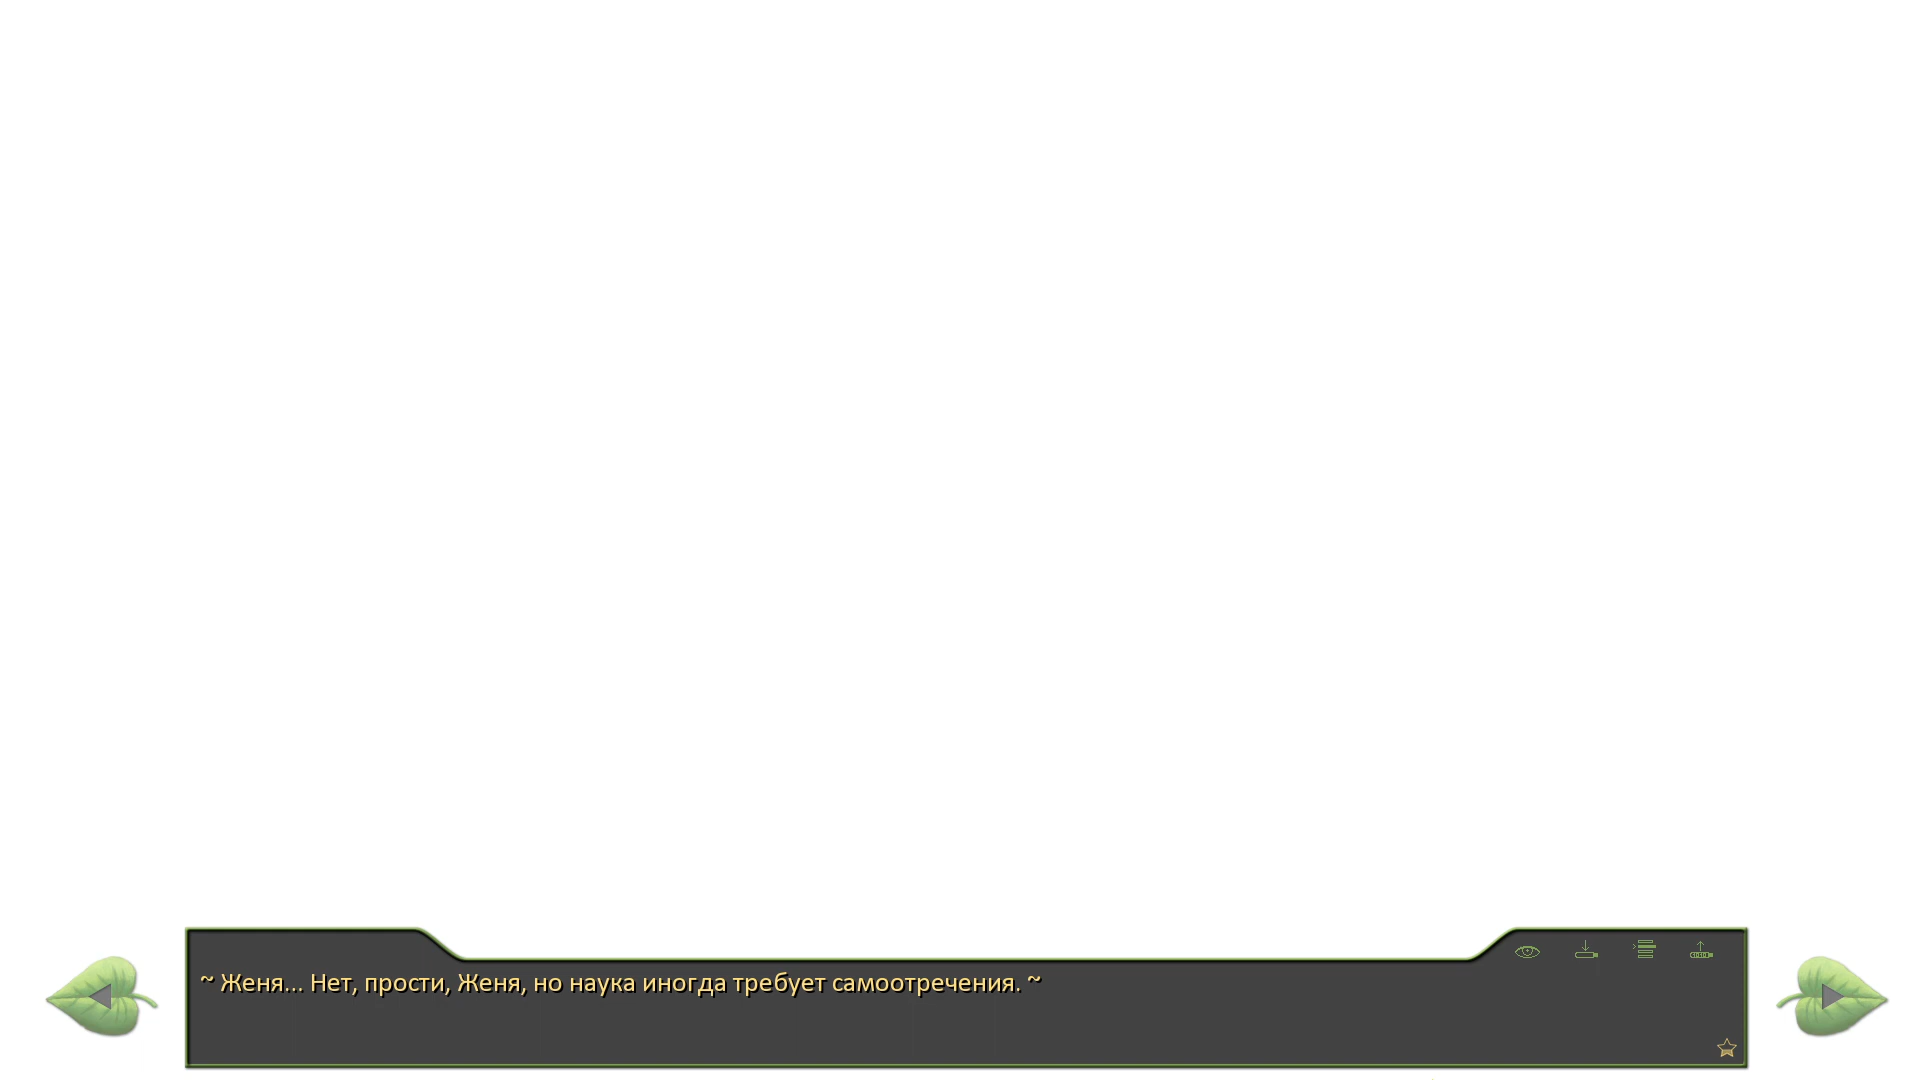 ~ Женя... Нет, прости, Женя, но наука иногда требует самоотречения. ~